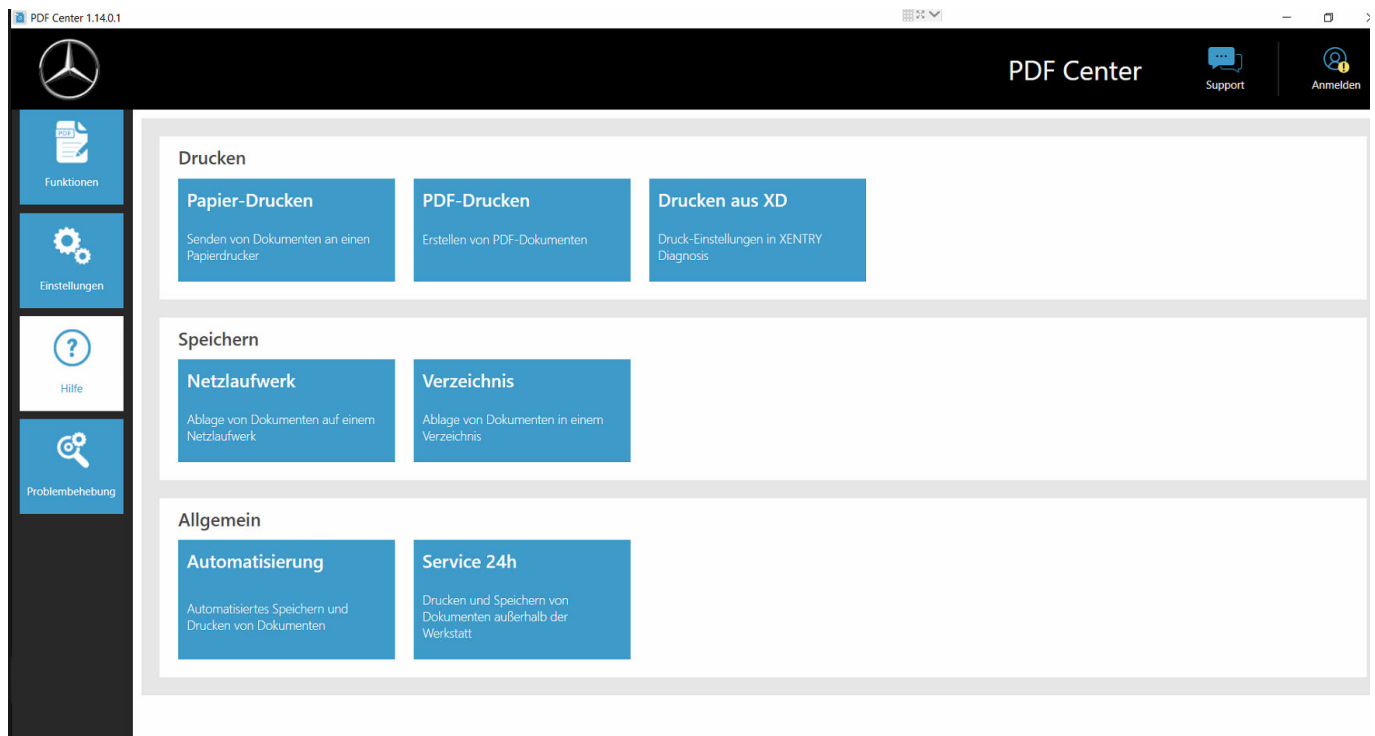 PDF Center 1.14.0.1
PDF Center
Support
Anmelden
PDF
Funktionen
Einstellungen
?
Hilfe
Problembehebung
Drucken
Papier-Drucken
Senden von Dokumenten an einen
Papierdrucker
PDF-Drucken
Erstellen von PDF-Dokumenten
Drucken aus XD
Druck-Einstellungen in XENTRY
Diagnosis
Speichern
Netzlaufwerk
Ablage von Dokumenten auf einem
Netzlaufwerk
Verzeichnis
Ablage von Dokumenten in einem
Verzeichnis
Allgemein
Automatisierung
Automatisiertes Speichern und
Drucken von Dokumenten
Service 24h
Drucken und Speichern von
Dokumenten außerhalb der
Werkstatt